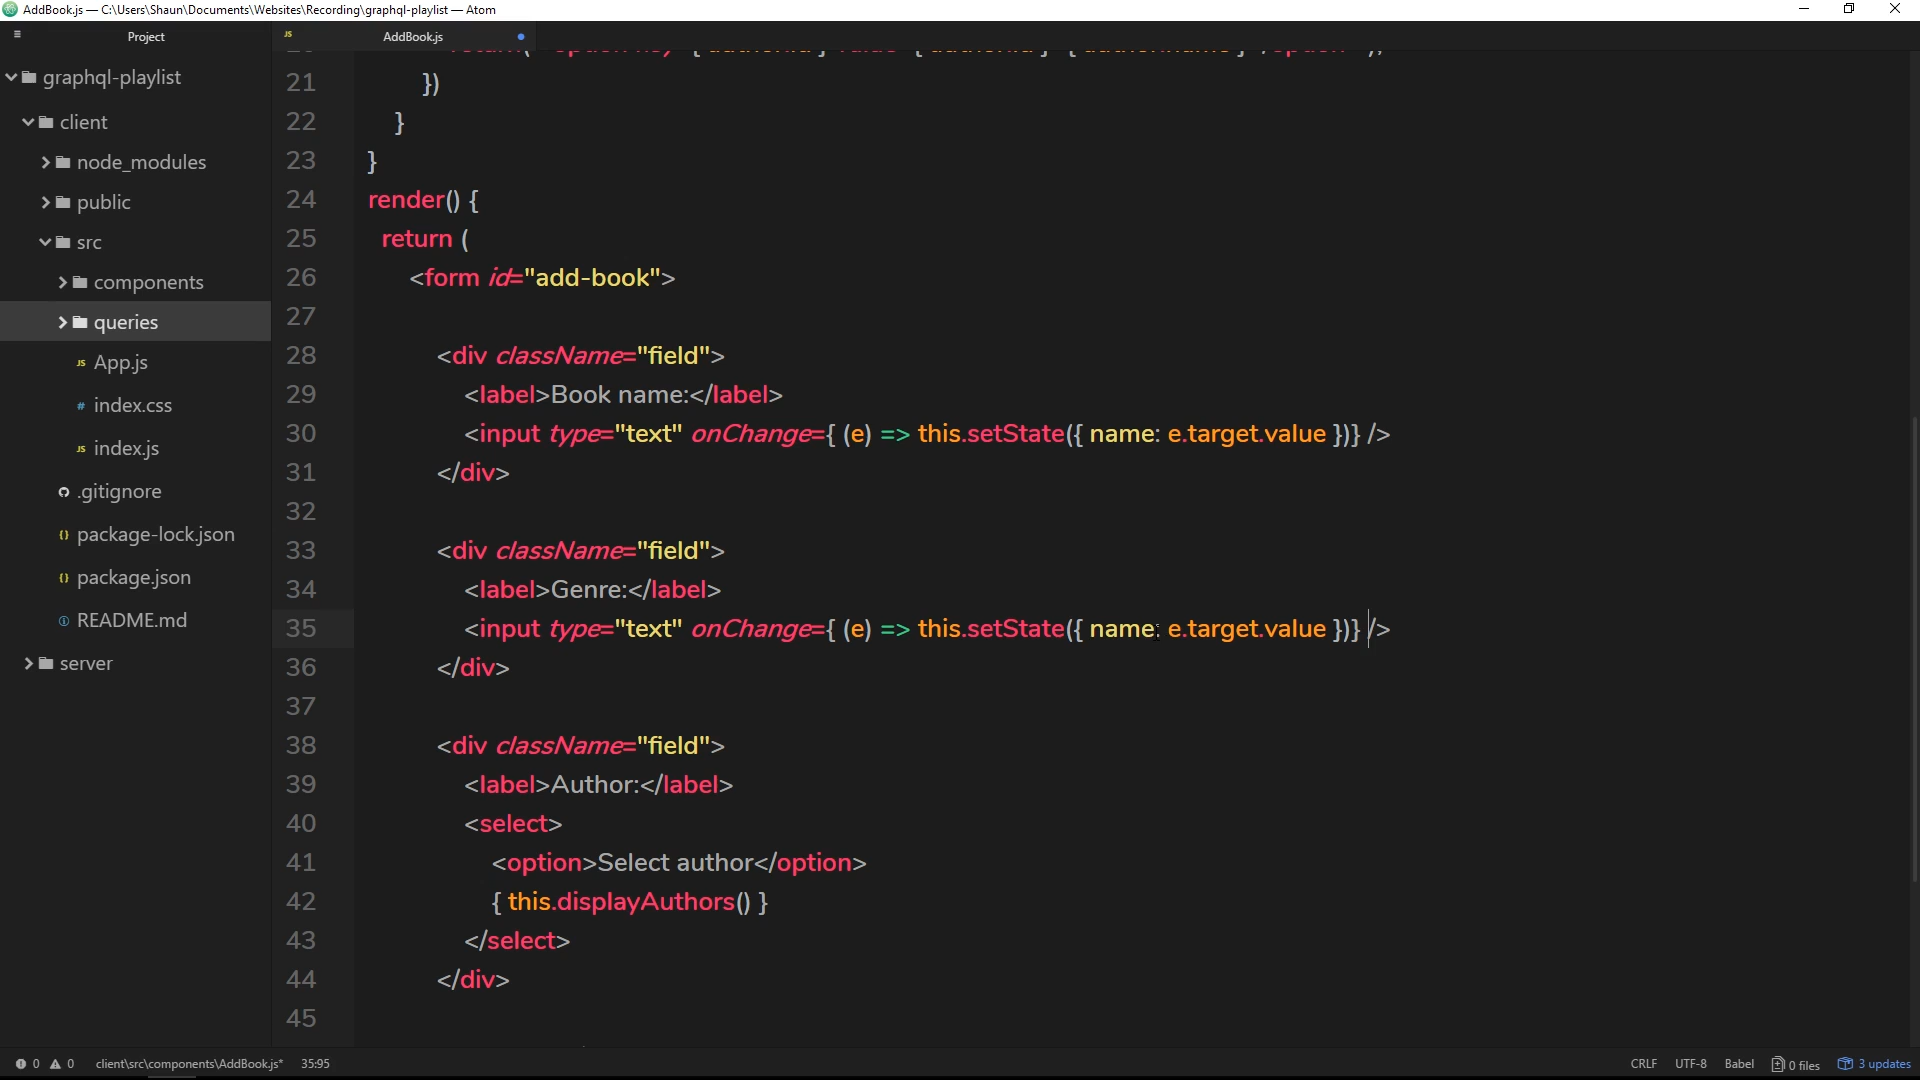 AddBook.js — C:\Users\Shaun\Documents\Websites\Recording\graphql-playlist — Atom
Project
AddBook.js
graphql-playlist
client
node_modules
public
src
components
queries
App.js
index.css
index.js
.gitignore
package-lock.json
package.json
README.md
server
21 })
22 }
23 }
24 render() {
25 return (
26 <form id="add-book">
27
28 <div className="field">
29 <label>Book name:</label>
30 <input type="text" onChange={ (e) => this.setState({ name: e.target.value })} />
31 </div>
32
33 <div className="field">
34 <label>Genre:</label>
35 <input type="text" onChange={ (e) => this.setState({ name: e.target.value })} />
36 </div>
37
38 <div className="field">
39 <label>Author:</label>
40 <select>
41 <option>Select author</option>
42 { this.displayAuthors() }
43 </select>
44 </div>
45
0 0 client\src\components\AddBook.js* 35:95 CRLF UTF-8 Babel 0 files 3 updates